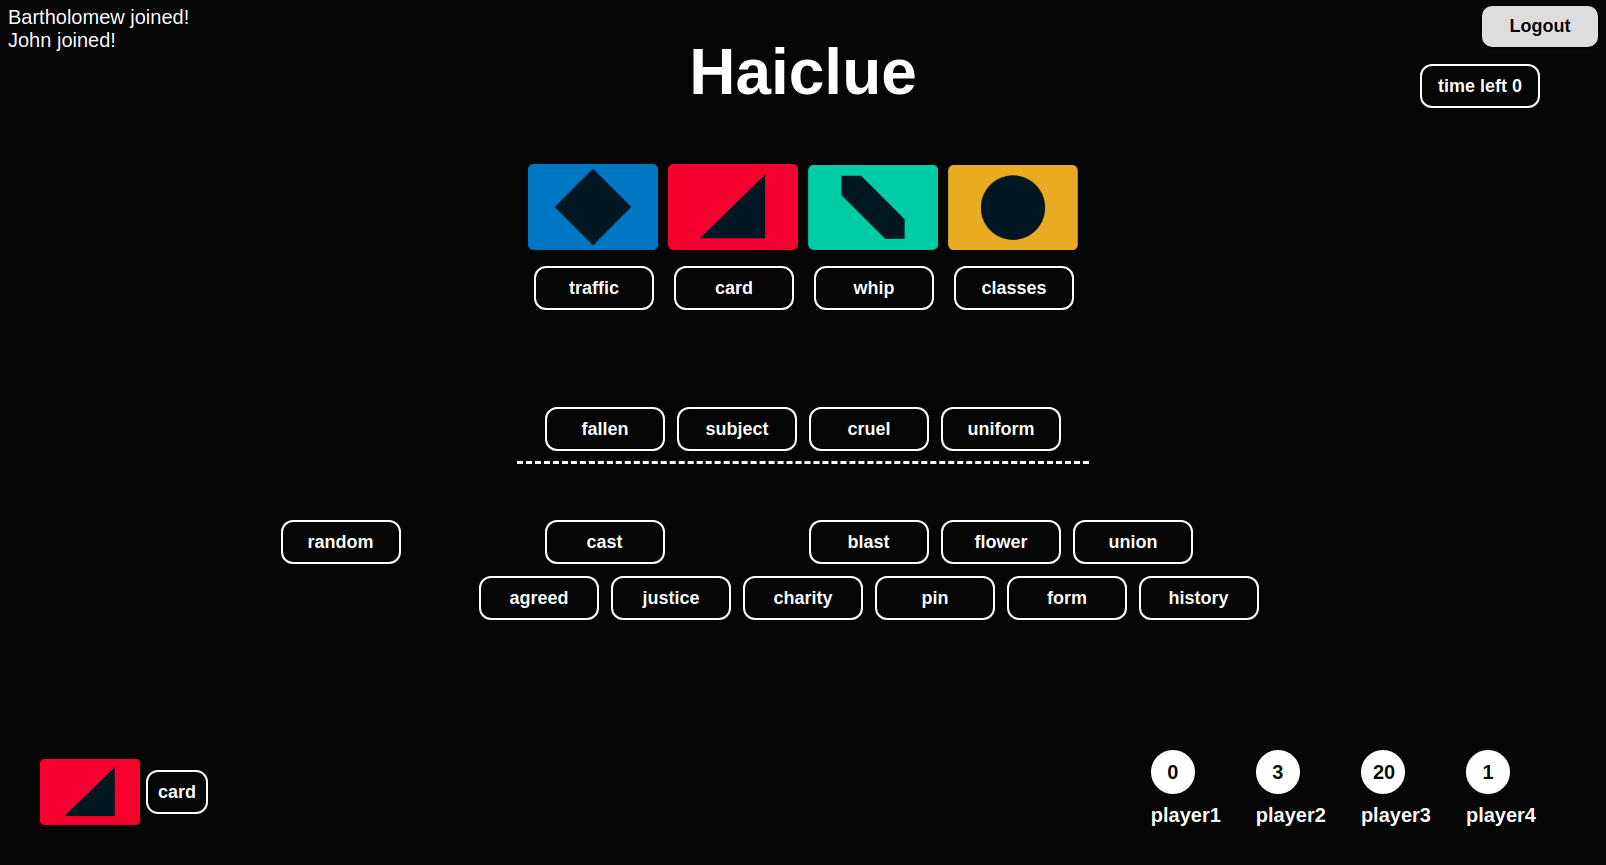 Bartholomew joined!
John joined!
Logout
Haiclue
time left 0
traffic card whip classes
fallen subject cruel uniform
random cast blast flower union
agreed justice charity pin form history
card
0 3 20 1
player1 player2 player3 player4